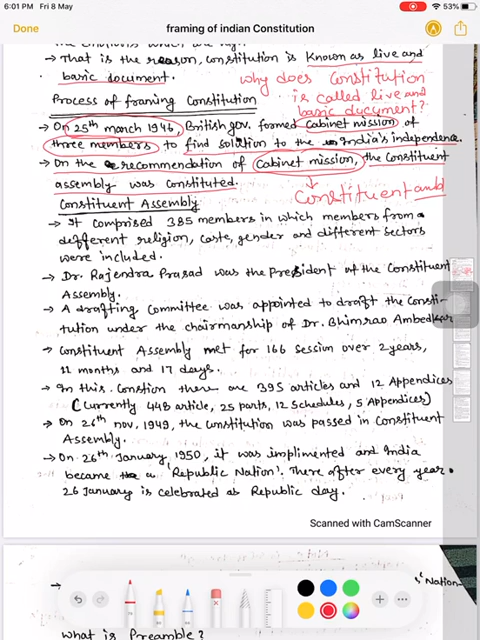 6:01 PM Fri 8 May
22%
Done
framing of indian Constitution
→ That is the reason, constitution is known as live and
basic document.
why does Constitution
is called live and
basic document?
Process of framing Constitution
→ On 25th march 1946, British gov. formed cabinet mission of
three members to find solution to the India's independence.
→ On the recommendation of cabinet mission, the constituent
assembly was constituted.
Constituent Assembly
→ It comprised 385 members in which members from
different religion, caste, gender and different sectors
were included.
→ Dr. Rajendra Prasad was the President of the Constituent
Assembly.
→ A drafting Committee was appointed to draft the Consti-
tution under the chairmanship of Dr. Bhimrao Ambedkar
→ Constituent Assembly met for 166 session over 2 years,
11 months and 17 days.
→ In this Constion there are 395 articles and 12 Appendices
(Currently 448 article, 25 parts, 12 Schedules, 5 Appendices)
→ On 26th nov, 1949, the Constitution was passed in Constituent
Assembly.
→ On 26th January 1950, it was implimented and India
became a 'Republic Nation'. There after every year
26 January is celebrated as Republic day.
Scanned with CamScanner
Nation
What is Preamble?